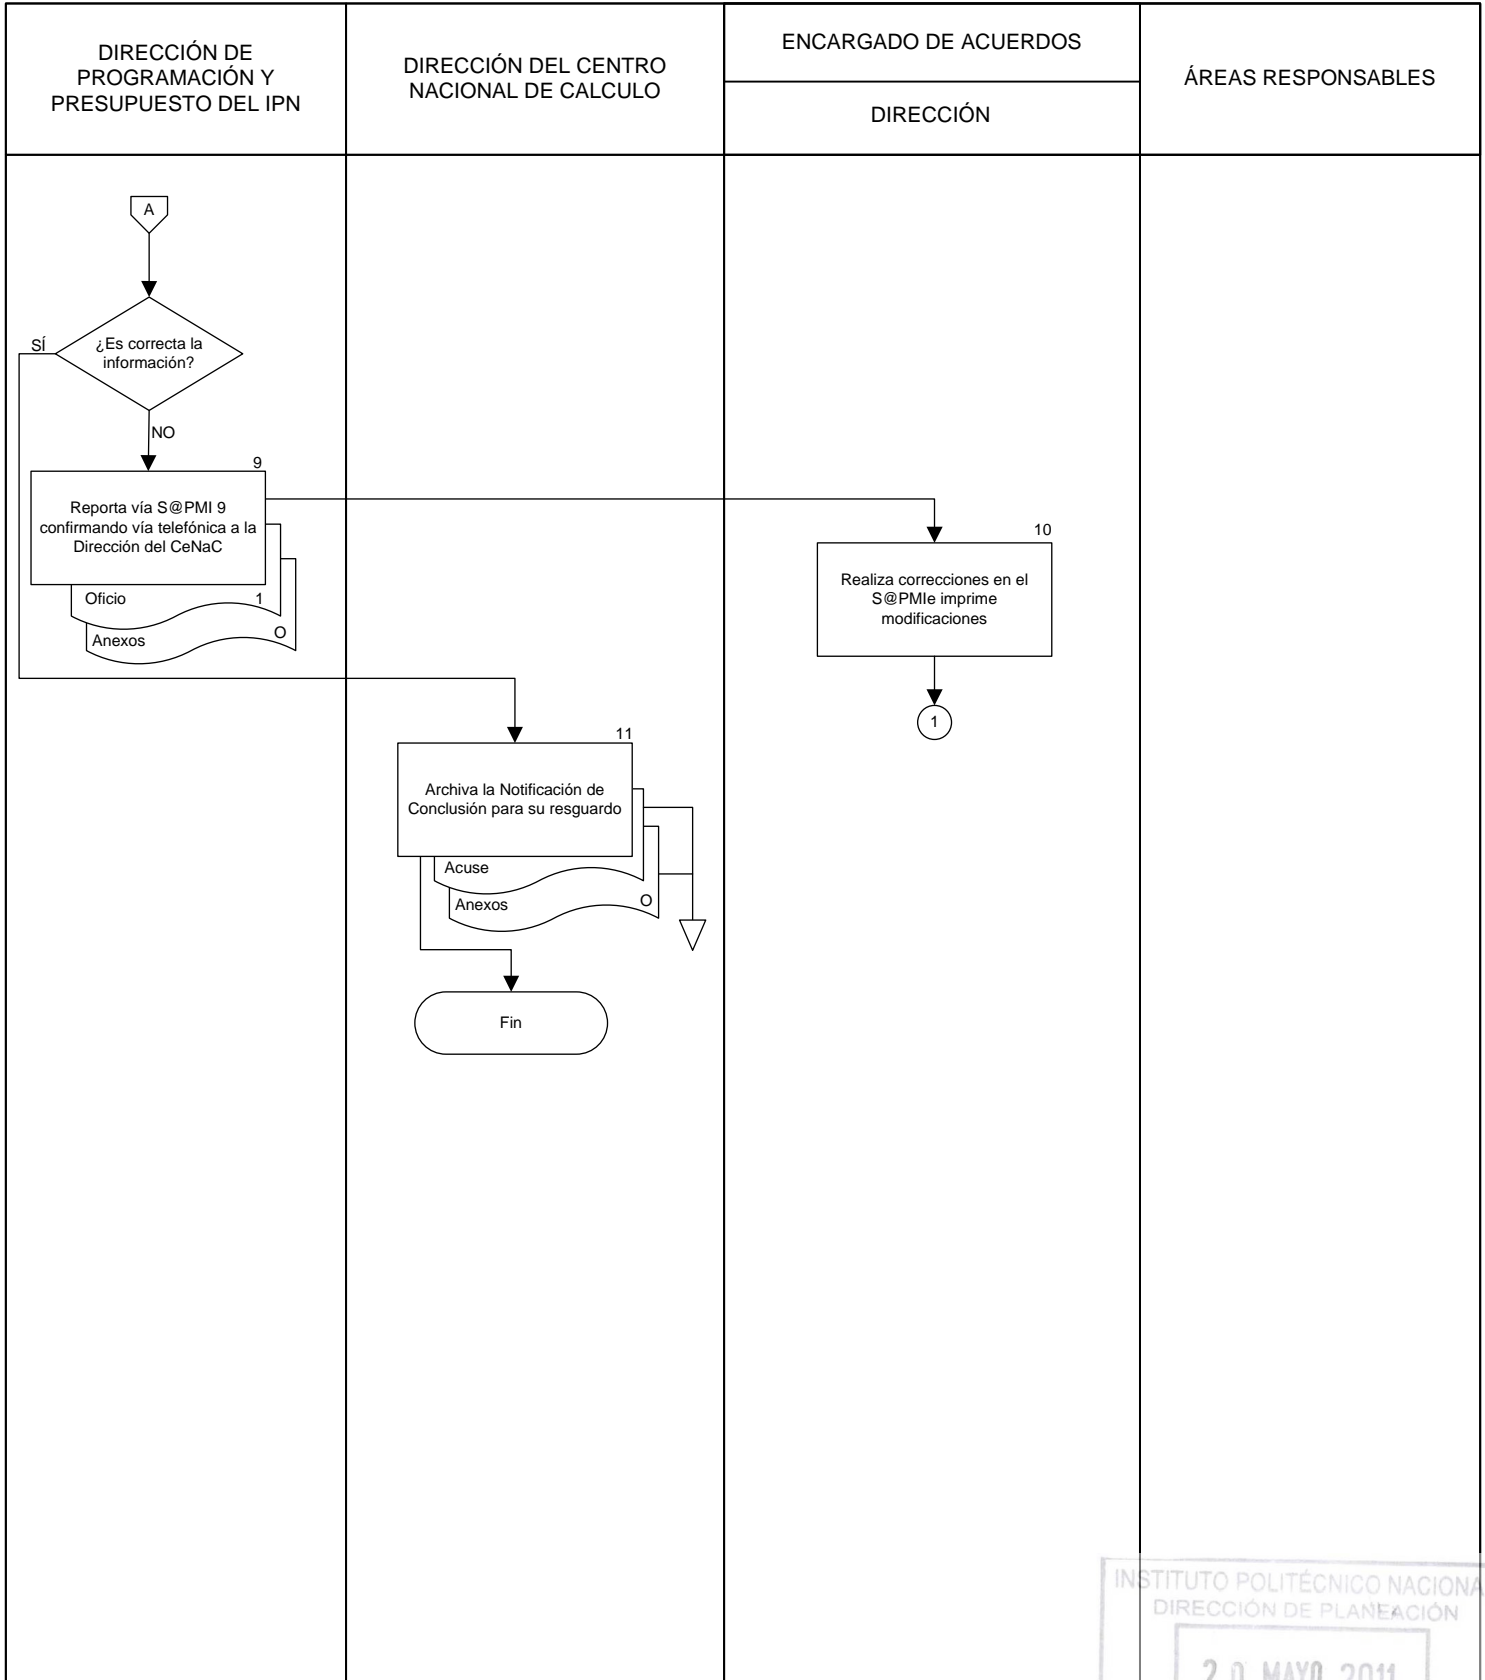 DIRECCIÓN DE
PROGRAMACIÓN Y
PRESUPUESTO DEL IPN
DIRECCIÓN DEL CENTRO
NACIONAL DE CALCULO
ENCARGADO DE ACUERDOS
DIRECCIÓN
ÁREAS RESPONSABLES
A
¿Es correcta la
información?
SÍ
NO
9
Reporta vía S@PMI 9
confirmando vía telefónica a la
Dirección del CeNaC
Oficio 1
Anexos O
10
Realiza correcciones en el
S@PMIe imprime
modificaciones
1
11
Archiva la Notificación de
Conclusión para su resguardo
Acuse
Anexos O
Fin
INSTITUTO POLITÉCNICO NACIONA
DIRECCIÓN DE PLANEACIÓN
20 MAYO 2011